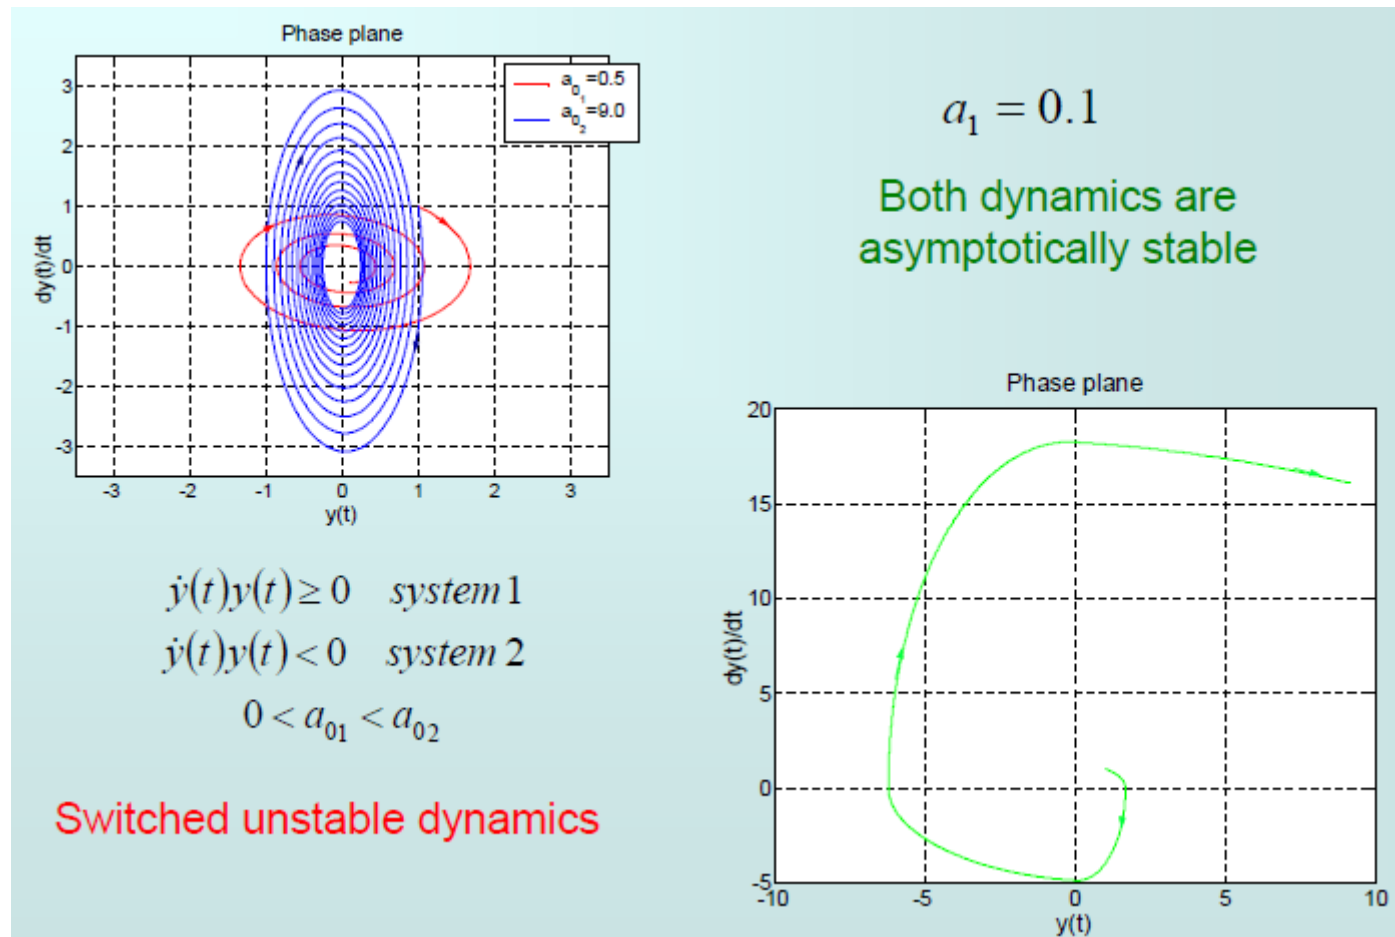 Phase plane
a01=0.5
a02=9.0
3
2
1
0
-1
-2
-3
dy(t)/dt
-3 -2 -1 0 1 2 3
y(t)
ẏ(t)y(t) ≥ 0 system 1
ẏ(t)y(t) < 0 system 2
0 < a01 < a02
Switched unstable dynamics
a1 = 0.1
Both dynamics are
asymptotically stable
Phase plane
20
15
10
5
0
-5
dy(t)/dt
-10 -5 0 5 10
y(t)